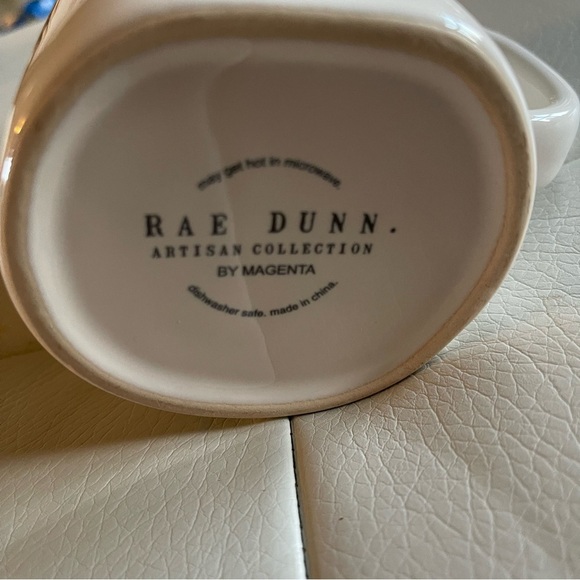 may get hot in microwave.
RAE DUNN.
ARTISAN COLLECTION
BY MAGENTA
dishwasher safe. made in china.